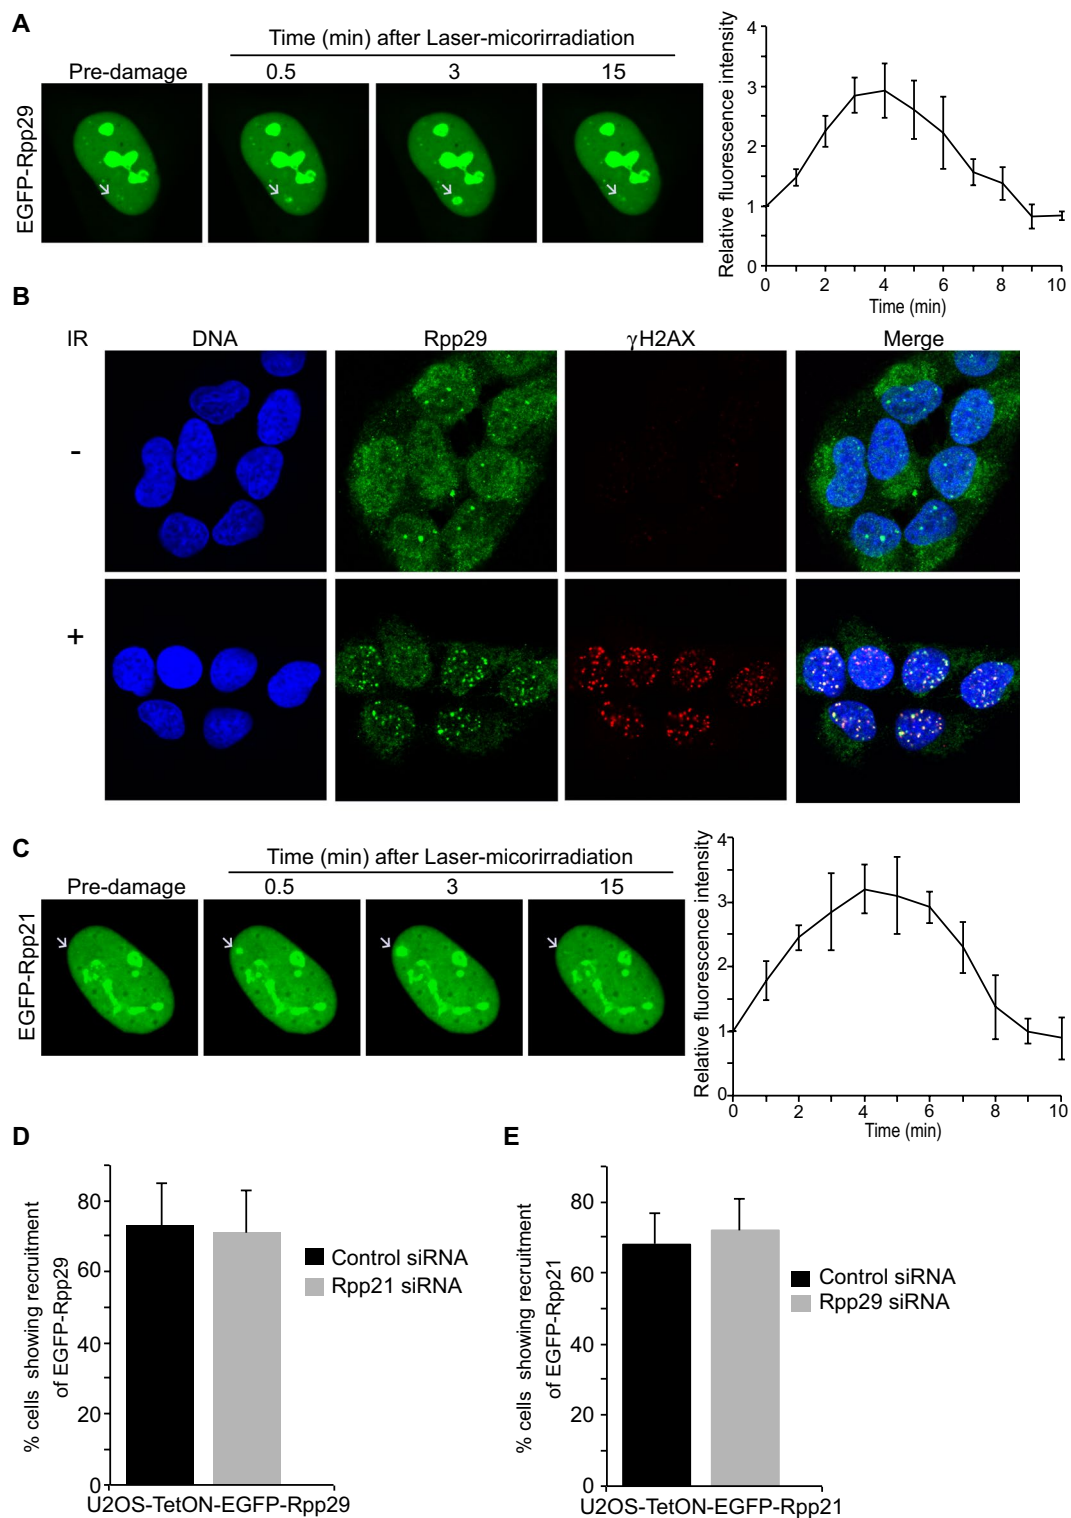 A
Time (min) after Laser-micorirradiation
Pre-damage 0.5 3 15
EGFP-Rpp29
Relative fluorescence intensity
4
3
2
1
0
0 2 4 6 8 10
Time (min)
B
IR DNA Rpp29 γH2AX Merge
-
+
C
Time (min) after Laser-micorirradiation
Pre-damage 0.5 3 15
EGFP-Rpp21
Relative fluorescence intensity
4
3
2
1
0
0 2 4 6 8 10
Time (min)
D
% cells showing recruitment
of EGFP-Rpp29
80
60
40
20
0
Control siRNA
Rpp21 siRNA
U2OS-TetON-EGFP-Rpp29
E
% cells showing recruitment
of EGFP-Rpp21
80
60
40
20
0
Control siRNA
Rpp29 siRNA
U2OS-TetON-EGFP-Rpp21